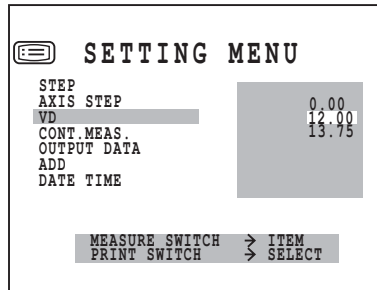 SETTING MENU
STEP
AXIS STEP
VD
CONT.MEAS.
OUTPUT DATA
ADD
DATE TIME
0.00
12.00
13.75
MEASURE SWITCH → ITEM
PRINT SWITCH → SELECT